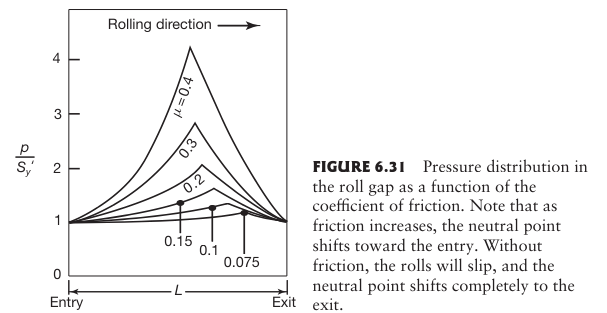 Rolling direction
4
3
2
1
0
p
Sy′
μ=0.4
0.3
0.2
0.15
0.1
0.075
L
Entry
Exit
FIGURE 6.31 Pressure distribution in
the roll gap as a function of the
coefficient of friction. Note that as
friction increases, the neutral point
shifts toward the entry. Without
friction, the rolls will slip, and the
neutral point shifts completely to the
exit.